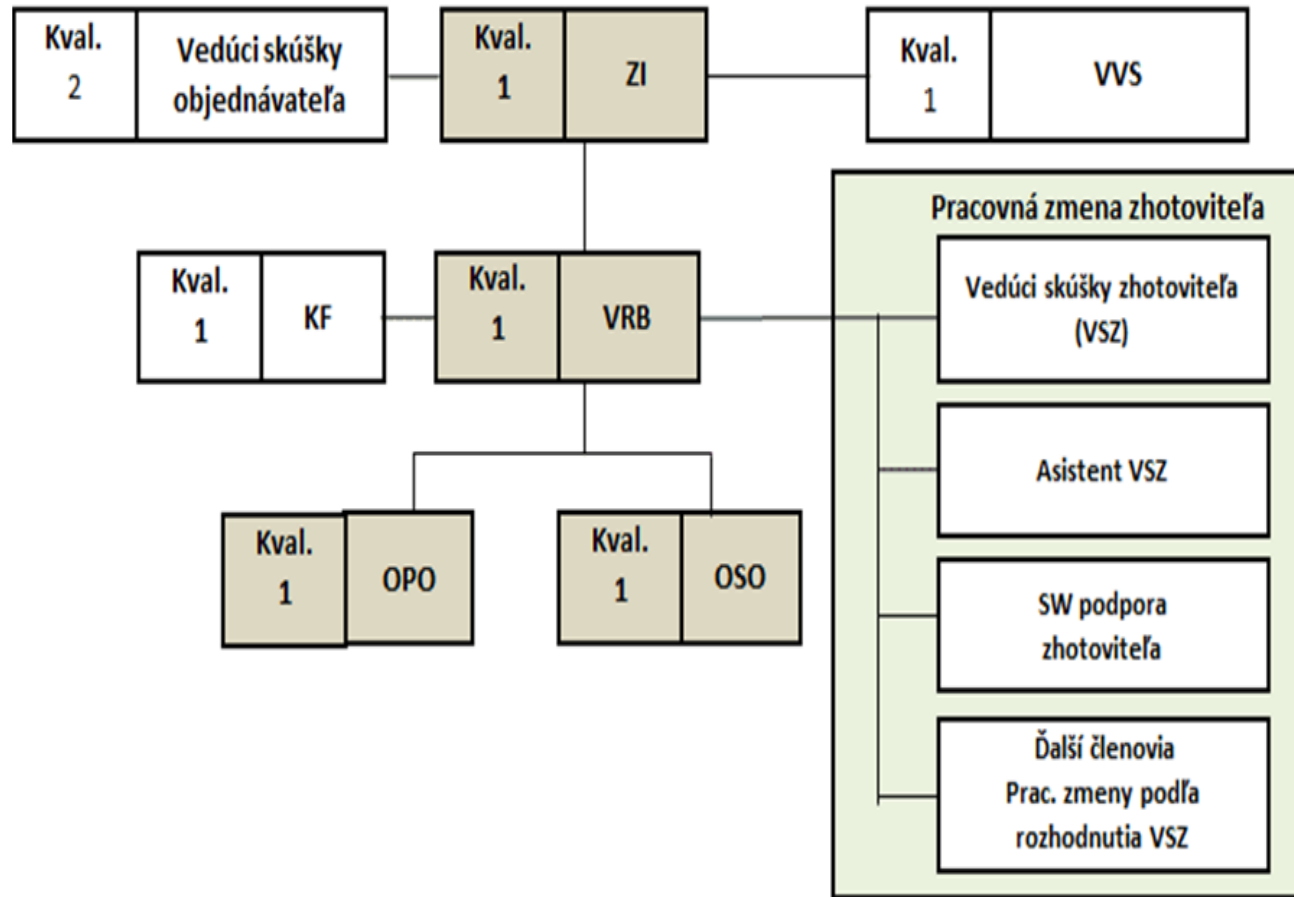 Kval.
2
Vedúci skúšky
objednávateľa
Kval.
1
ZI
Kval.
1
VVS
Pracovná zmena zhotoviteľa
Kval.
1
KF
Kval.
1
VRB
Vedúci skúšky zhotoviteľa
(VSZ)
Asistent VSZ
Kval.
1
OPO
Kval.
1
OSO
SW podpora
zhotoviteľa
Ďalší členovia
Prac. zmeny podľa
rozhodnutia VSZ